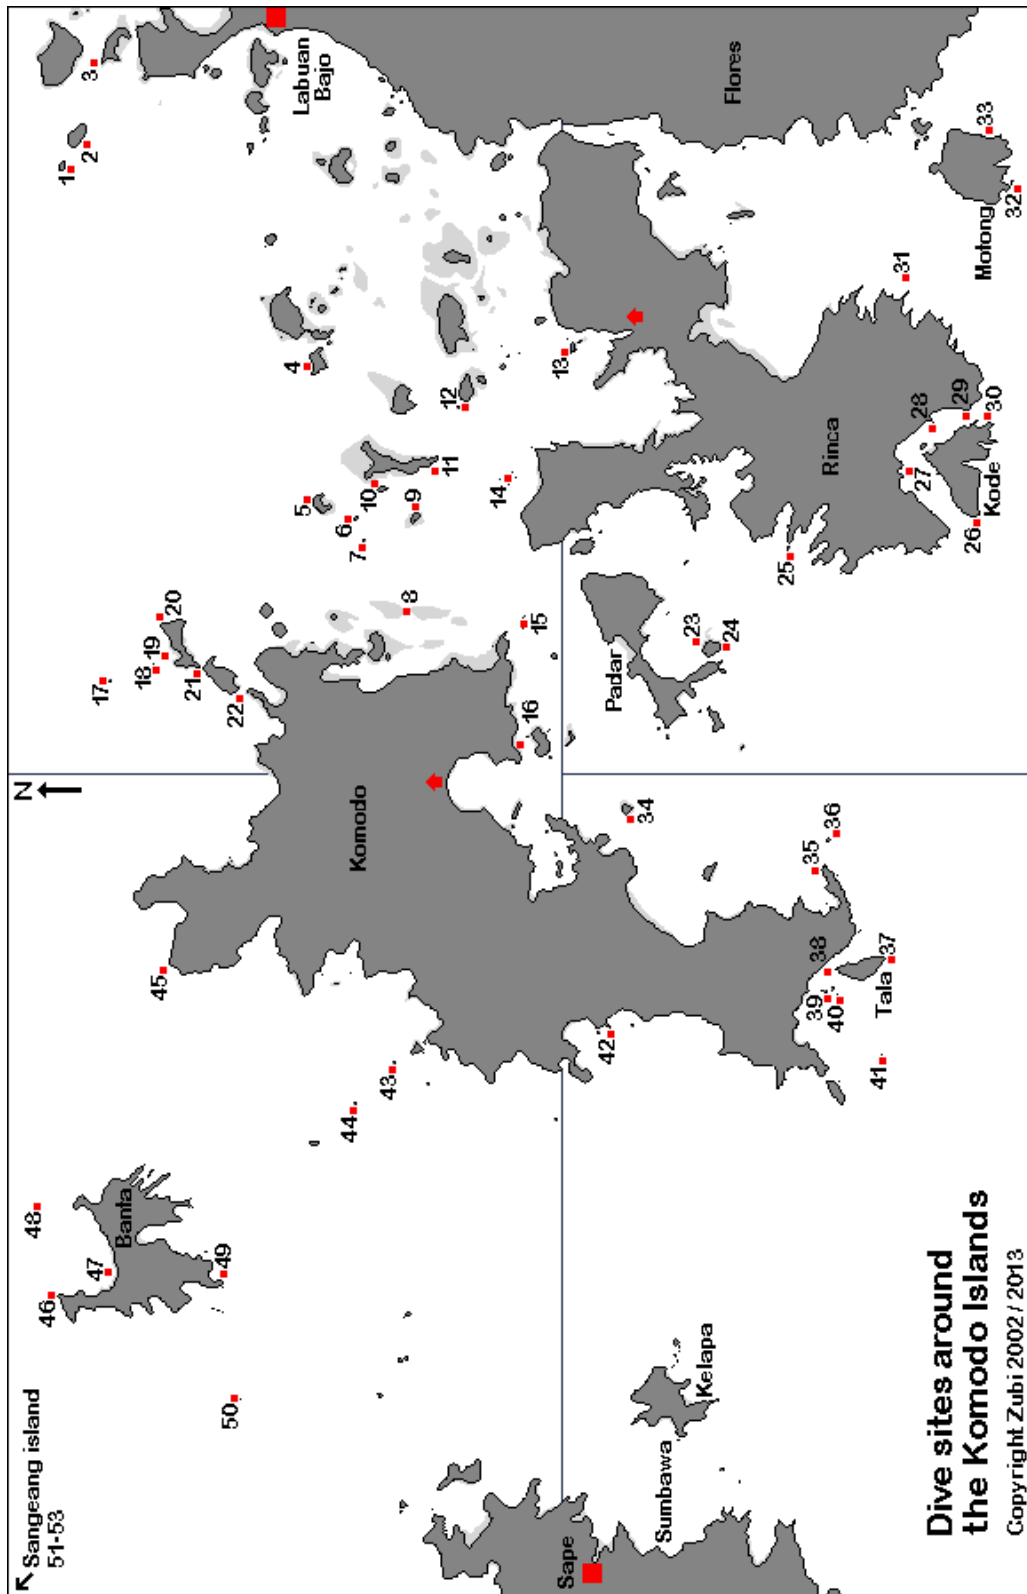 Sangeang island
51-53
N
46
47
48
Banta
49
50
45
44
43
42
Komodo
17
18
19
20
21
22
1
2
3
Labuan
Bajo
4
5
6
7
8
9
10
11
12
13
14
15
16
Flores
Sape
Sumbawa
Kelapa
34
35
36
37
38
39
40
Tala
41
Padar
23
24
25
Rinca
26
27
28
29
30
Kode
31
32
33
Motong
Dive sites around
the Komodo Islands
Copyright Zubi 2002 / 2013